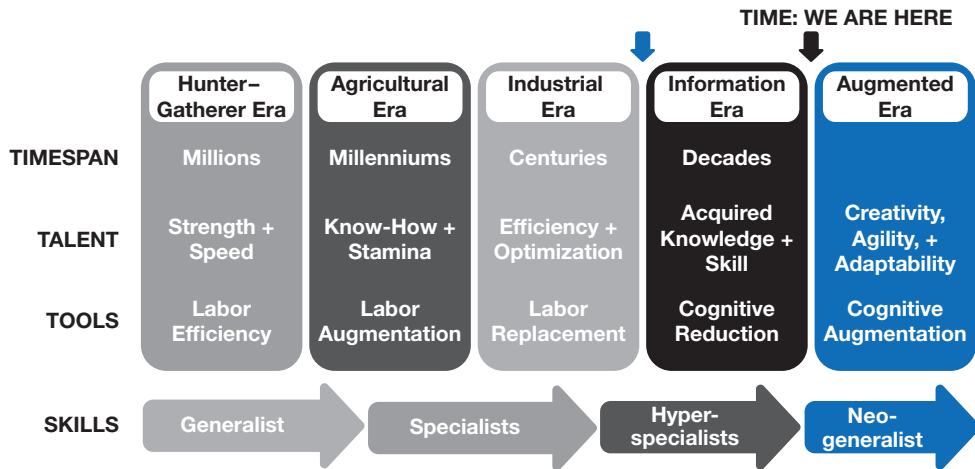 TIME: WE ARE HERE
Hunter–
Gatherer Era
Agricultural
Era
Industrial
Era
Information
Era
Augmented
Era
TIMESPAN
Millions
Millenniums
Centuries
Decades
TALENT
Strength +
Speed
Know-How +
Stamina
Efficiency +
Optimization
Acquired
Knowledge +
Skill
Creativity,
Agility, +
Adaptability
TOOLS
Labor
Efficiency
Labor
Augmentation
Labor
Replacement
Cognitive
Reduction
Cognitive
Augmentation
SKILLS
Generalist
Specialists
Hyper-
specialists
Neo-
generalist